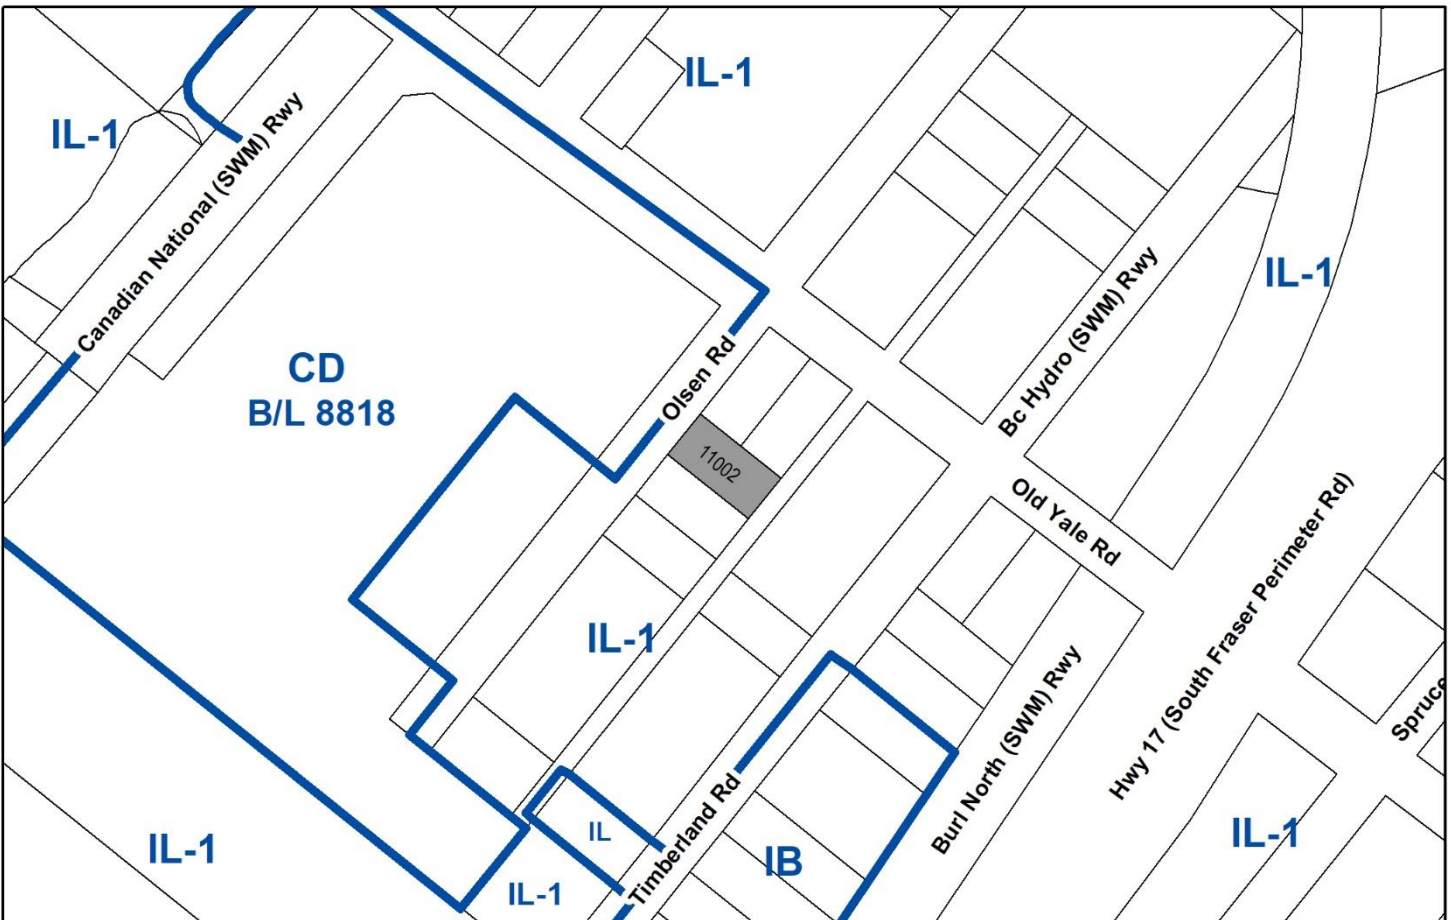 IL-1
IL-1
Canadian National (SWM) Rwy
IL-1
Bc Hydro (SWM) Rwy
CD
B/L 8818
Olsen Rd
11002
Old Yale Rd
Hwy 17 (South Fraser Perimeter Rd)
IL-1
Burl North (SWM) Rwy
Spruce
Timberland Rd
IL
IL-1
IB
IL-1
IL-1